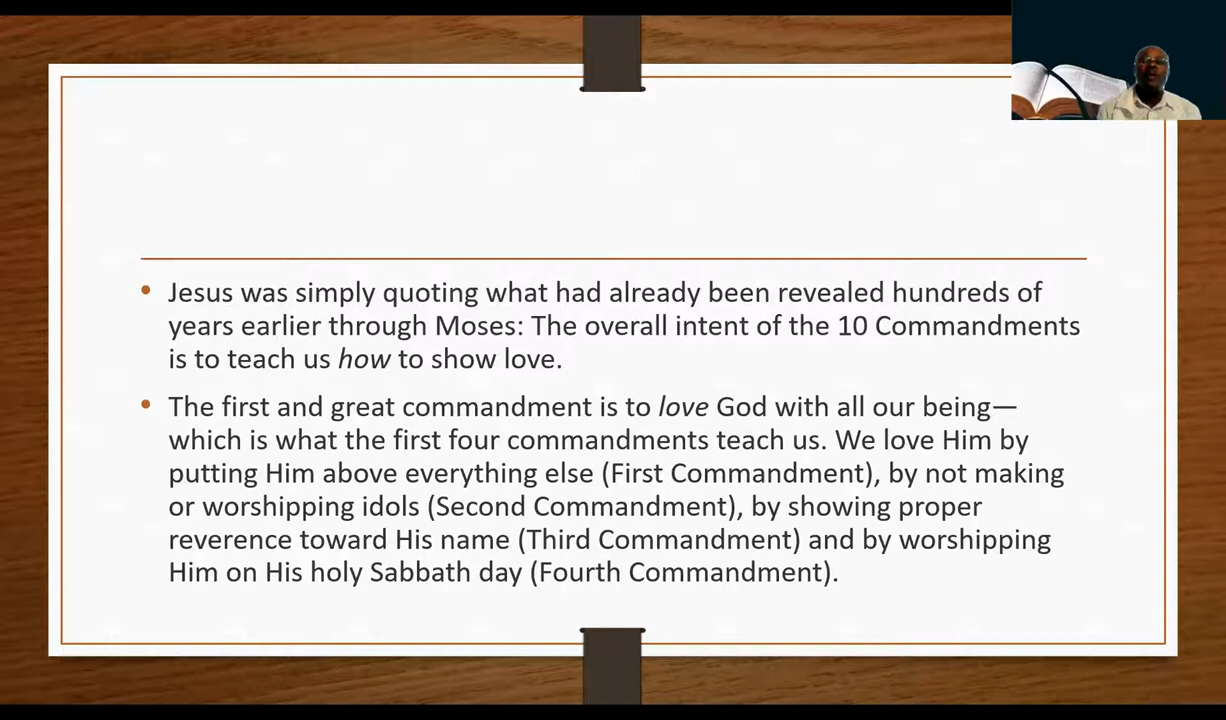 Jesus was simply quoting what had already been revealed hundreds of
years earlier through Moses: The overall intent of the 10 Commandments
is to teach us how to show love.
The first and great commandment is to love God with all our being—
which is what the first four commandments teach us. We love Him by
putting Him above everything else (First Commandment), by not making
or worshipping idols (Second Commandment), by showing proper
reverence toward His name (Third Commandment) and by worshipping
Him on His holy Sabbath day (Fourth Commandment).